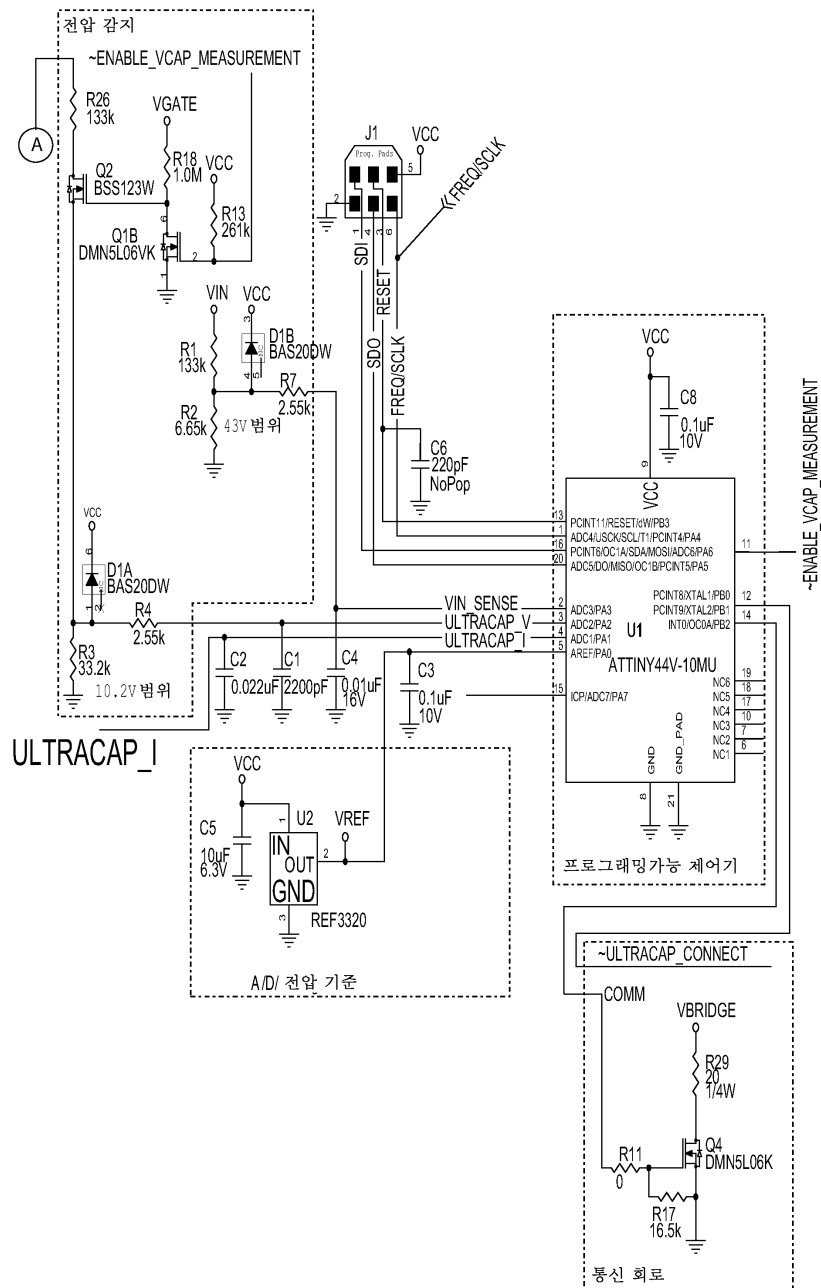 전압 감지
~ENABLE_VCAP_MEASUREMENT
R26
133k
VGATE
A
R18
1.0M
VCC
Q2
BSS123W
R13
261k
6
Q1B
DMN5L06VK
2
1
VIN
VCC
3
D1B
BAS20DW
NC
4
5
R1
133k
R7
2.55k
R2
6.65k
43V 범위
J1
Prog. Pads
VCC
5
2
1
4
3
6
FREQ/SCLK
SDI
RESET
SDO
FREQ/SCLK
C6
220pF
NoPop
VCC
C8
0.1uF
10V
9
VCC
13
PCINT11/RESET/dW/PB3
1
ADC4/USCK/SCL/T1/PCINT4/PA4
16
PCINT6/OC1A/SDA/MOSI/ADC6/PA6
20
ADC5/DO/MISO/OC1B/PCINT5/PA5
11
~ENABLE_VCAP_MEASUREMENT
PCINT8/XTAL1/PB0
12
PCINT9/XTAL2/PB1
INT0/OC0A/PB2
14
VIN_SENSE
2
ADC3/PA3
ULTRACAP_V
3
ADC2/PA2
ULTRACAP_I
4
ADC1/PA1
5
AREF/PA0
U1
ATTINY44V-10MU
15
ICP/ADC7/PA7
NC6
19
NC5
18
NC4
17
NC3
10
NC2
7
NC1
6
GND
GND_PAD
8
21
프로그래밍가능 제어기
VCC
6
D1A
BAS20DW
NC
1
2
R4
2.55k
R3
33.2k
10.2V 범위
C2
0.022uF
C1
2200pF
C4
0.01uF
16V
C3
0.1uF
10V
ULTRACAP_I
VCC
C5
10uF
6.3V
1
U2
IN
OUT
GND
2
VREF
3
REF3320
A/D/ 전압 기준
~ULTRACAP_CONNECT
COMM
VBRIDGE
R29
20
1/4W
R11
0
Q4
DMN5L06K
R17
16.5k
통신 회로